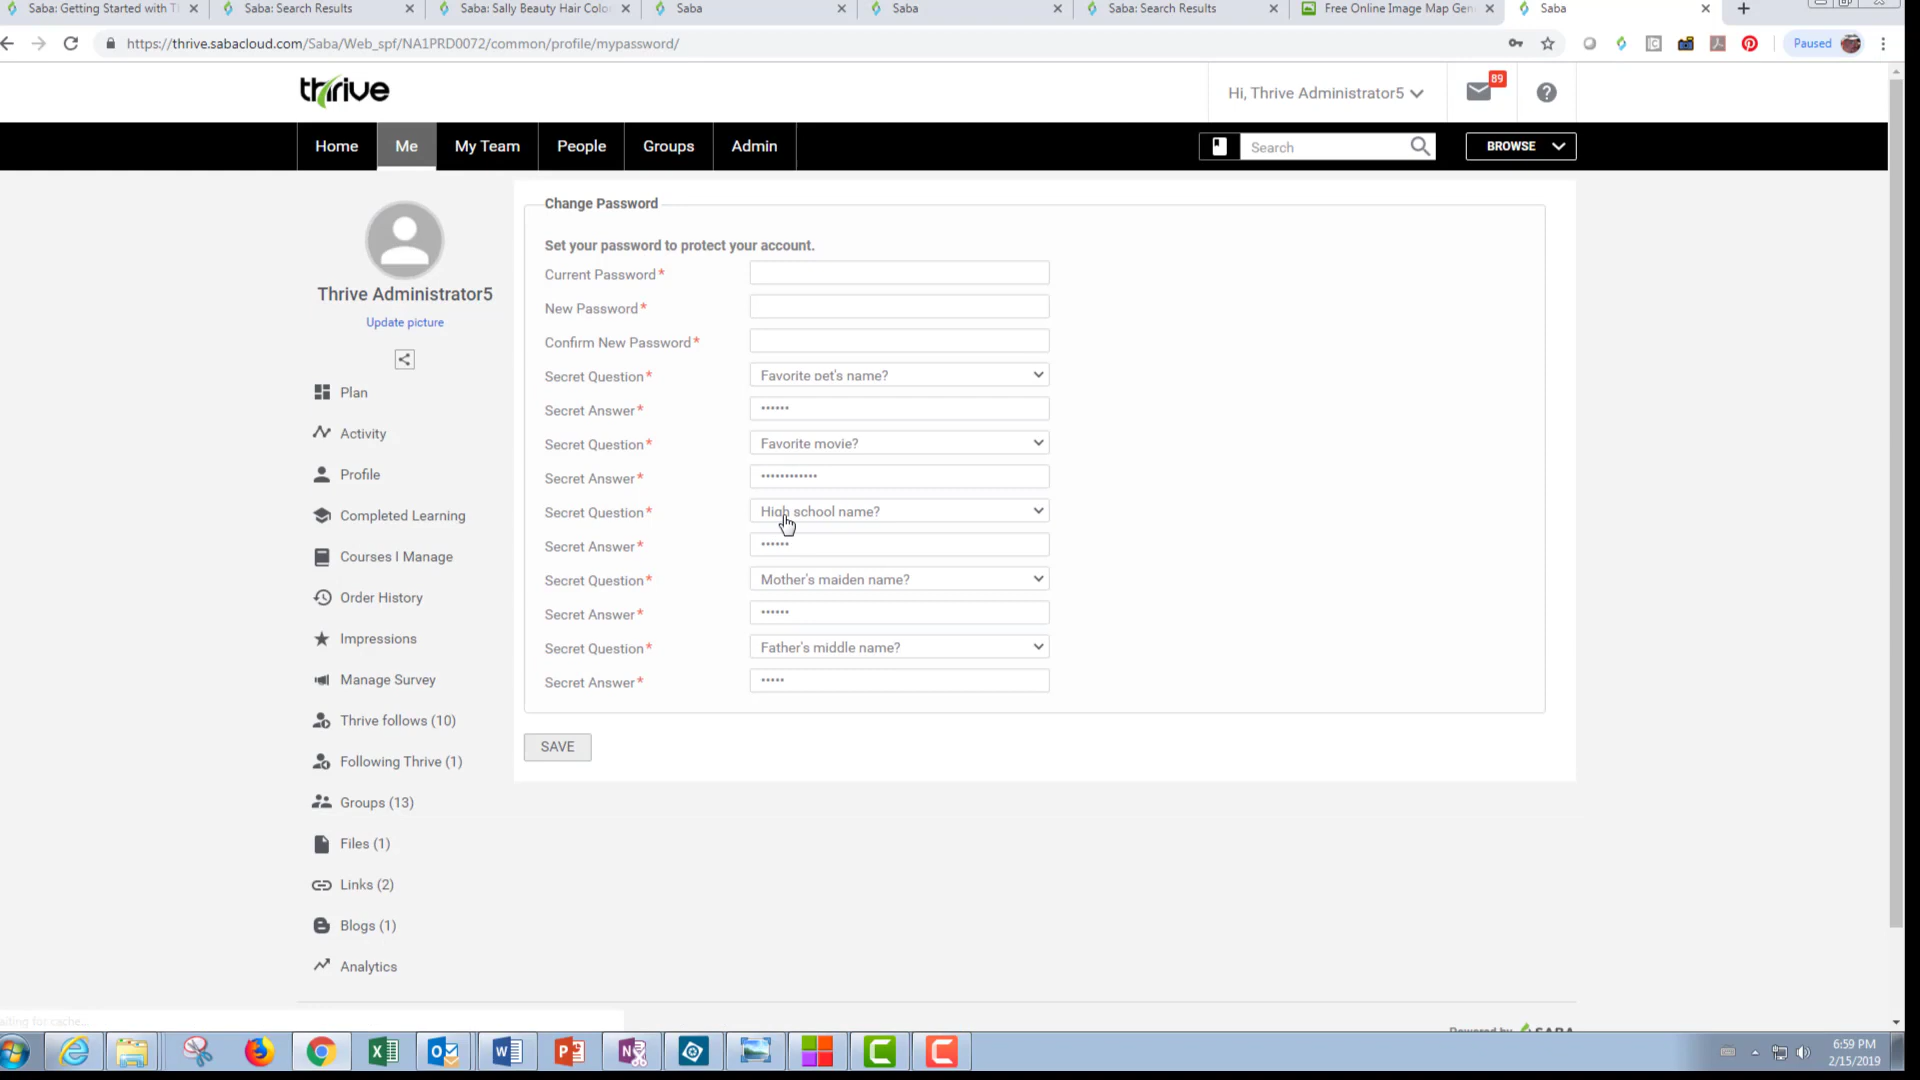 Saba: Getting Started with T
Saba: Search Results
Saba: Sally Beauty Hair Color
Saba
Saba
Saba: Search Results
Free Online Image Map Gen
Saba
https://thrive.sabacloud.com/Saba/Web_spf/NA1PRD0072/common/profile/mypassword/
Paused
thrive
Hi, Thrive Administrator5
89
Home
Me
My Team
People
Groups
Admin
Search
BROWSE
Thrive Administrator5
Update picture
Plan
Activity
Profile
Completed Learning
Courses I Manage
Order History
Impressions
Manage Survey
Thrive follows (10)
Following Thrive (1)
Groups (13)
Files (1)
Links (2)
Blogs (1)
Analytics
Change Password
Set your password to protect your account.
Current Password*
New Password*
Confirm New Password*
Secret Question* Favorite pet's name?
Secret Answer* ••••••
Secret Question* Favorite movie?
Secret Answer* ••••••••••••
Secret Question* High school name?
Secret Answer* ••••••
Secret Question* Mother's maiden name?
Secret Answer* ••••••
Secret Question* Father's middle name?
Secret Answer* •••••
SAVE
aiting for cache...
Powered by SABA
6:59 PM
2/15/2019